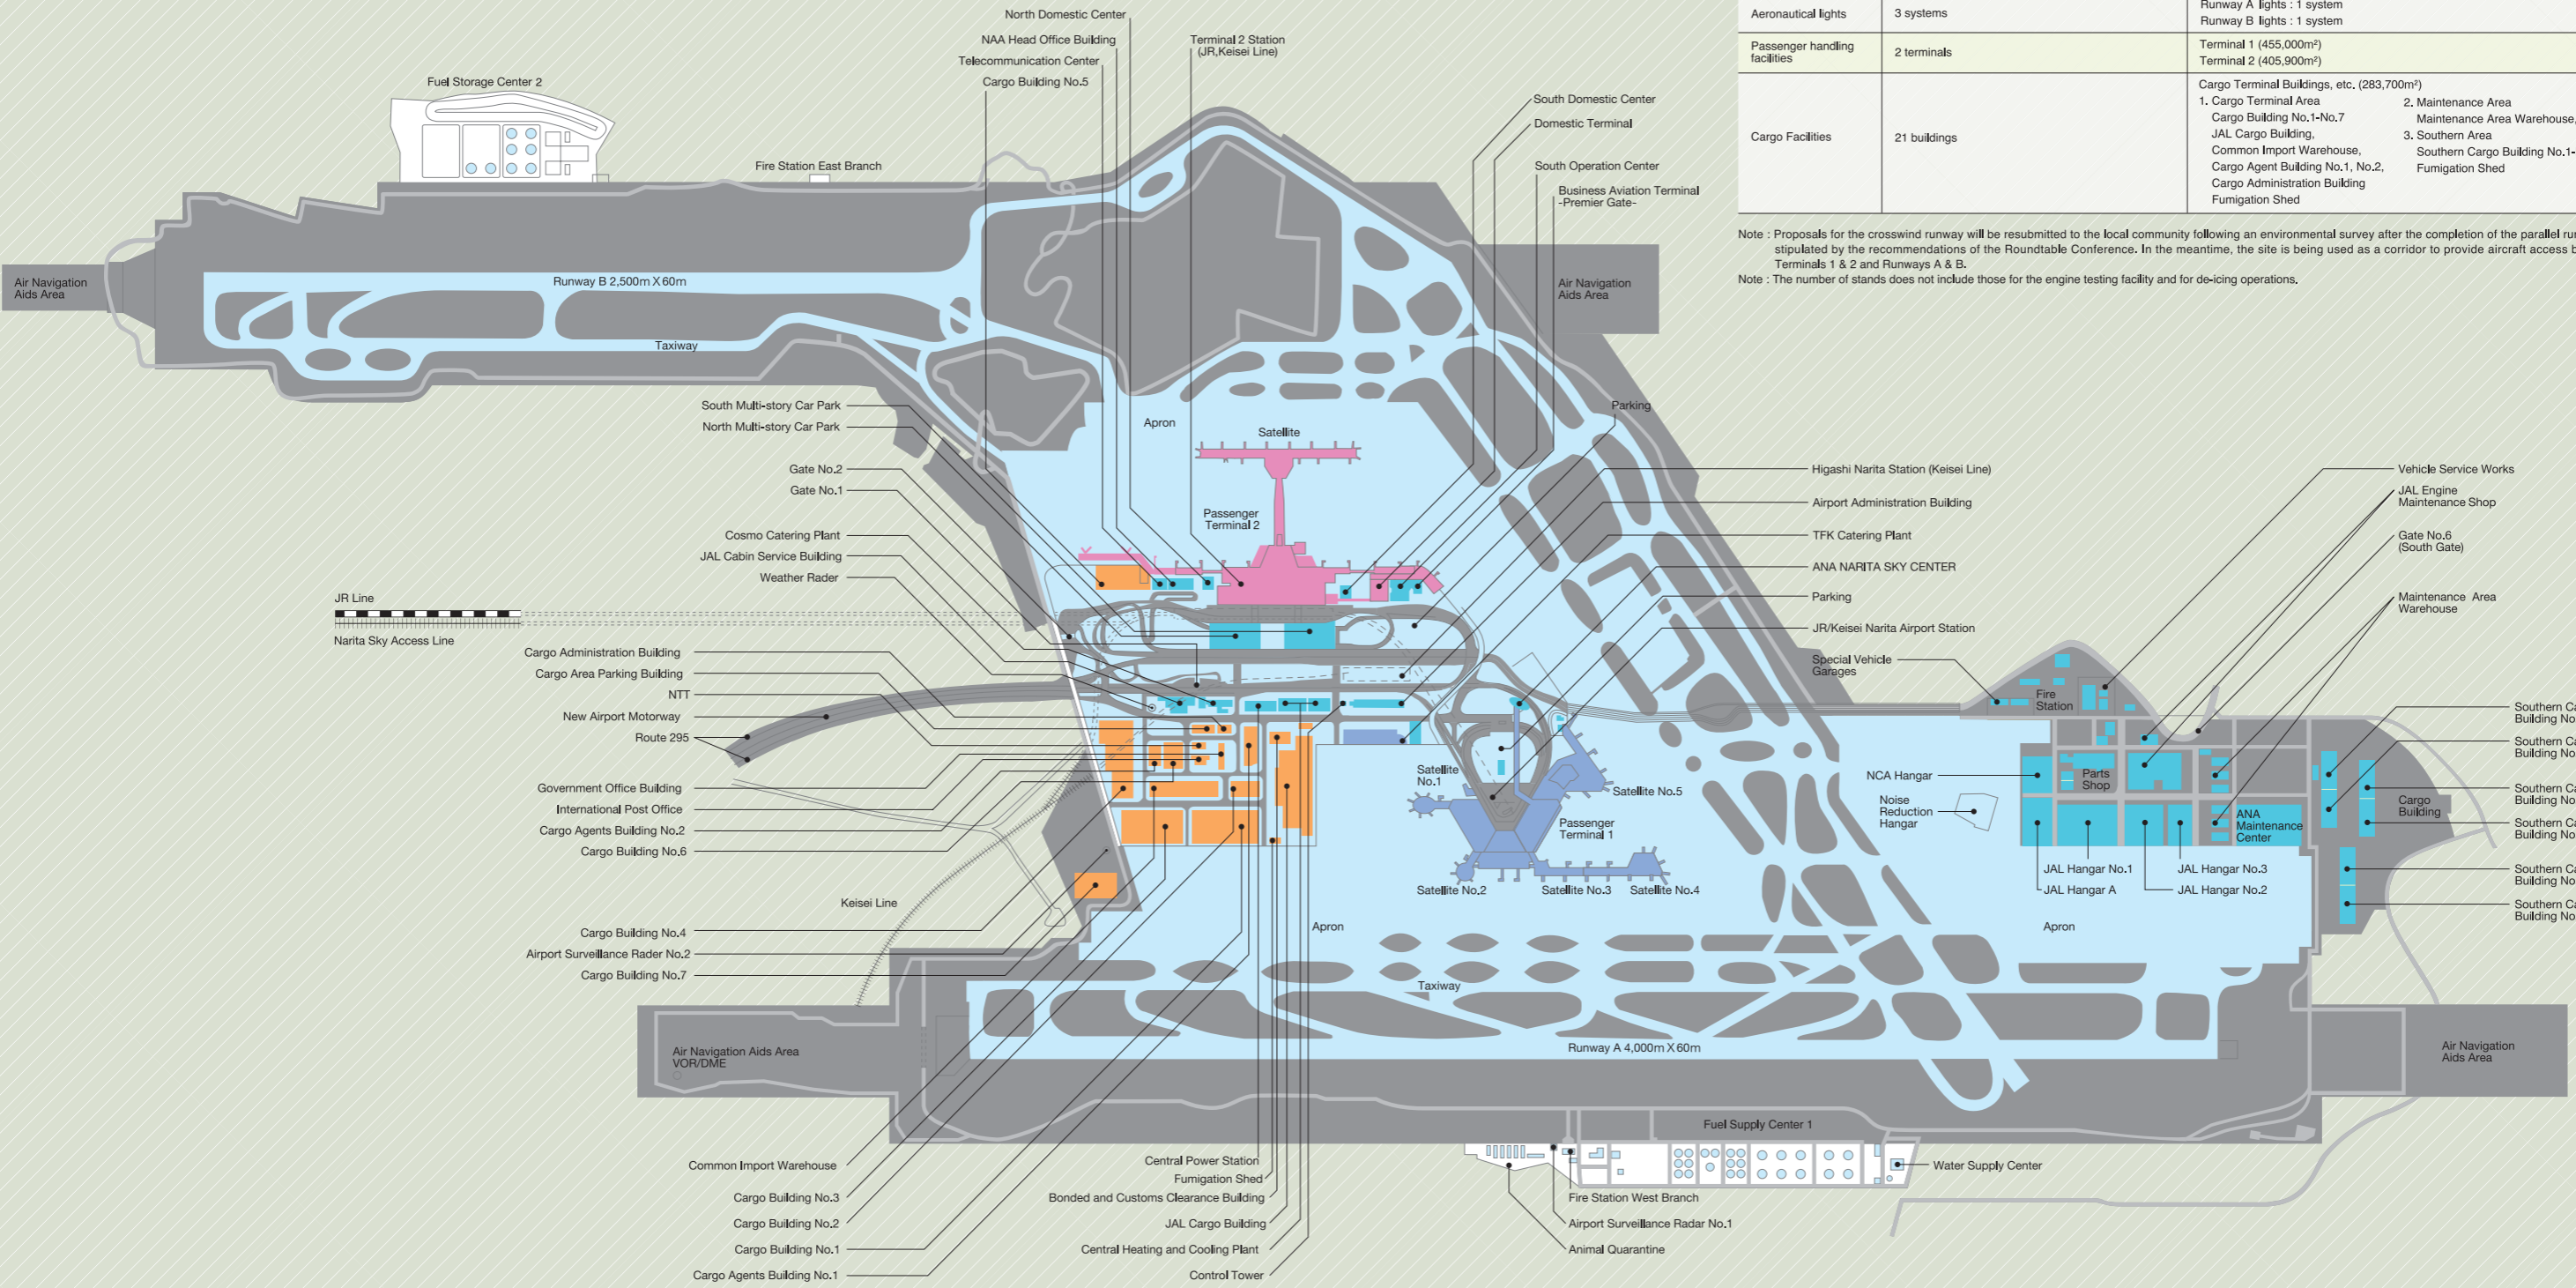 North Domestic Center
NAA Head Office Building
Telecommunication Center
Cargo Building No.5
Terminal 2 Station
(JR,Keisei Line)
Fuel Storage Center 2
Fire Station East Branch
South Domestic Center
Domestic Terminal
South Operation Center
Business Aviation Terminal
-Premier Gate-
Aeronautical lights
3 systems
Runway A lights : 1 system
Runway B lights : 1 system
Passenger handling
facilities
2 terminals
Terminal 1 (455,000m²)
Terminal 2 (405,900m²)
Cargo Facilities
21 buildings
Cargo Terminal Buildings, etc. (283,700m²)
1. Cargo Terminal Area
Cargo Building No.1-No.7
JAL Cargo Building,
Common Import Warehouse,
Cargo Agent Building No.1, No.2,
Cargo Administration Building
Fumigation Shed
2. Maintenance Area
Maintenance Area Warehouse,
3. Southern Area
Southern Cargo Building No.1-
Fumigation Shed
Note : Proposals for the crosswind runway will be resubmitted to the local community following an environmental survey after the completion of the parallel
stipulated by the recommendations of the Roundtable Conference. In the meantime, the site is being used as a corridor to provide aircraft access
Terminals 1 & 2 and Runways A & B.
Note : The number of stands does not include those for the engine testing facility and for de-icing operations.
Air Navigation
Aids Area
Runway B 2,500m X 60m
Taxiway
Air Navigation
Aids Area
South Multi-story Car Park
North Multi-story Car Park
Gate No.2
Gate No.1
Cosmo Catering Plant
JAL Cabin Service Building
Weather Rader
Apron
Satellite
Passenger
Terminal 2
Parking
Higashi Narita Station (Keisei Line)
Airport Administration Building
TFK Catering Plant
ANA NARITA SKY CENTER
Parking
JR/Keisei Narita Airport Station
Special Vehicle
Garages
Vehicle Service Works
JAL Engine
Maintenance Shop
Gate No.6
(South Gate)
Maintenance Area
Warehouse
JR Line
Narita Sky Access Line
Cargo Administration Building
Cargo Area Parking Building
NTT
New Airport Motorway
Route 295
Government Office Building
International Post Office
Cargo Agents Building No.2
Cargo Building No.6
Keisei Line
Cargo Building No.4
Airport Surveillance Rader No.2
Cargo Building No.7
Satellite
No.1
Satellite No.5
Passenger
Terminal 1
Satellite No.2
Satellite No.3
Satellite No.4
Apron
Taxiway
Fire
Station
NCA Hangar
Noise
Reduction
Hangar
Parts
Shop
ANA
Maintenance
Center
Cargo
Building
JAL Hangar No.1
JAL Hangar A
JAL Hangar No.3
JAL Hangar No.2
Apron
Southern
Building
Southern
Building
Southern
Building
Southern
Building
Southern
Building
Southern
Building
Air Navigation Aids Area
VOR/DME
Runway A 4,000m X 60m
Air Navigation
Aids Area
Fuel Supply Center 1
Common Import Warehouse
Cargo Building No.3
Cargo Building No.2
Cargo Building No.1
Cargo Agents Building No.1
Central Power Station
Fumigation Shed
Bonded and Customs Clearance Building
JAL Cargo Building
Central Heating and Cooling Plant
Control Tower
Water Supply Center
Fire Station West Branch
Airport Surveillance Radar No.1
Animal Quarantine